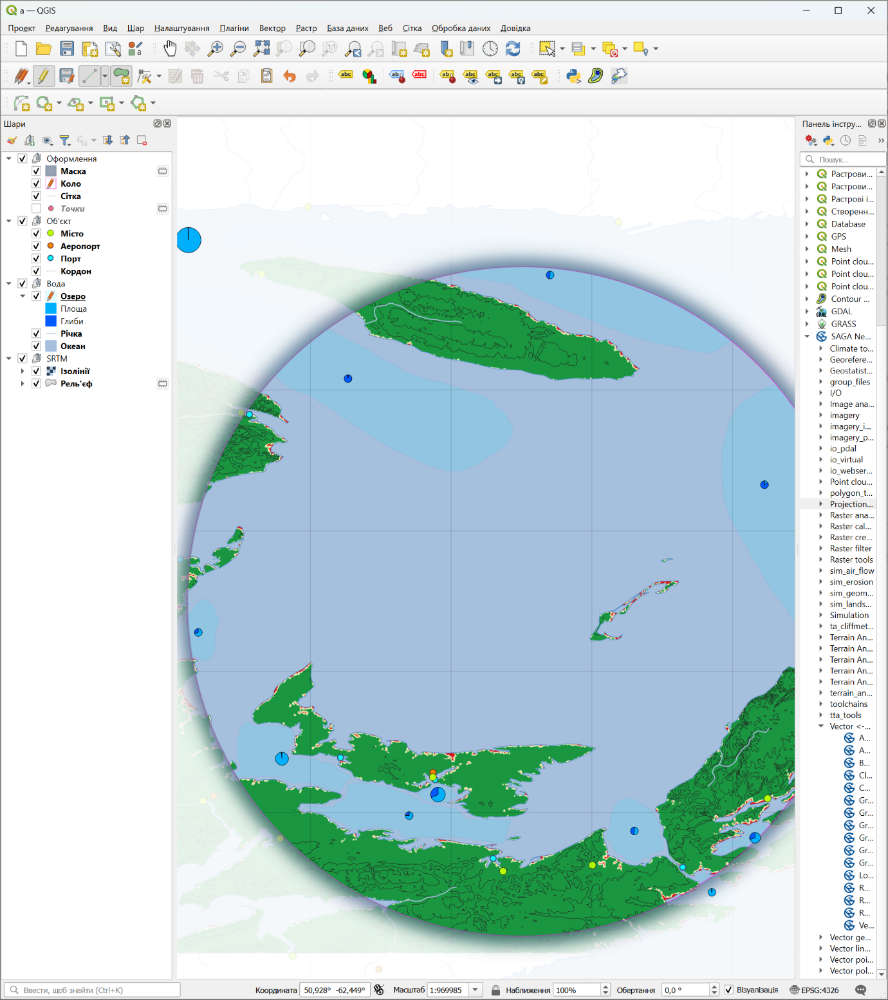 a — QGIS
Проект Редагування Вид Шар Налаштування Плагіни Вектор Растр База даних Веб Сітка Обробка даних Довідка
Шари
Оформлення
Маска
Коло
Сітка
Точки
Об'єкт
Місто
Аеропорт
Порт
Кордон
Вода
Озеро
Площа
Глиби
Річка
Океан
SRTM
Ізолінії
Рель'єф
Панель інстру...
Пошук...
Растрови...
Растрови...
Растрові і...
Створенн...
Database
GPS
Mesh
Point clou...
Point clou...
Point clou...
Contour ...
GDAL
GRASS
SAGA Ne...
Climate to...
Georefere...
Geostatist...
group_files
I/O
Image ana...
imagery
imagery_i...
imagery_p...
io_pdal
io_virtual
io_webser...
Point clou...
polygon_t...
Projection...
Raster ana...
Raster cal...
Raster cre...
Raster filter
Raster tools
sim_air_flow
sim_erosion
sim_geom...
sim_lands...
Simulation
ta_cliffmet...
Terrain An...
Terrain An...
Terrain An...
Terrain An...
Terrain An...
terrain_an...
toolchains
tta_tools
Vector <-...
A...
A...
B...
Cl...
C...
Gr...
Gr...
Gr...
Gr...
Gr...
Gr...
Lo...
R...
R...
R...
Ve...
Vector ge...
Vector lin...
Vector poi...
Vector pol...
Ввести, щоб знайти (Ctrl+K) Координата 50,928° -62,449° Масштаб 1:969985 Наближення 100% Обертання 0,0 ° Візуалізація EPSG:4326